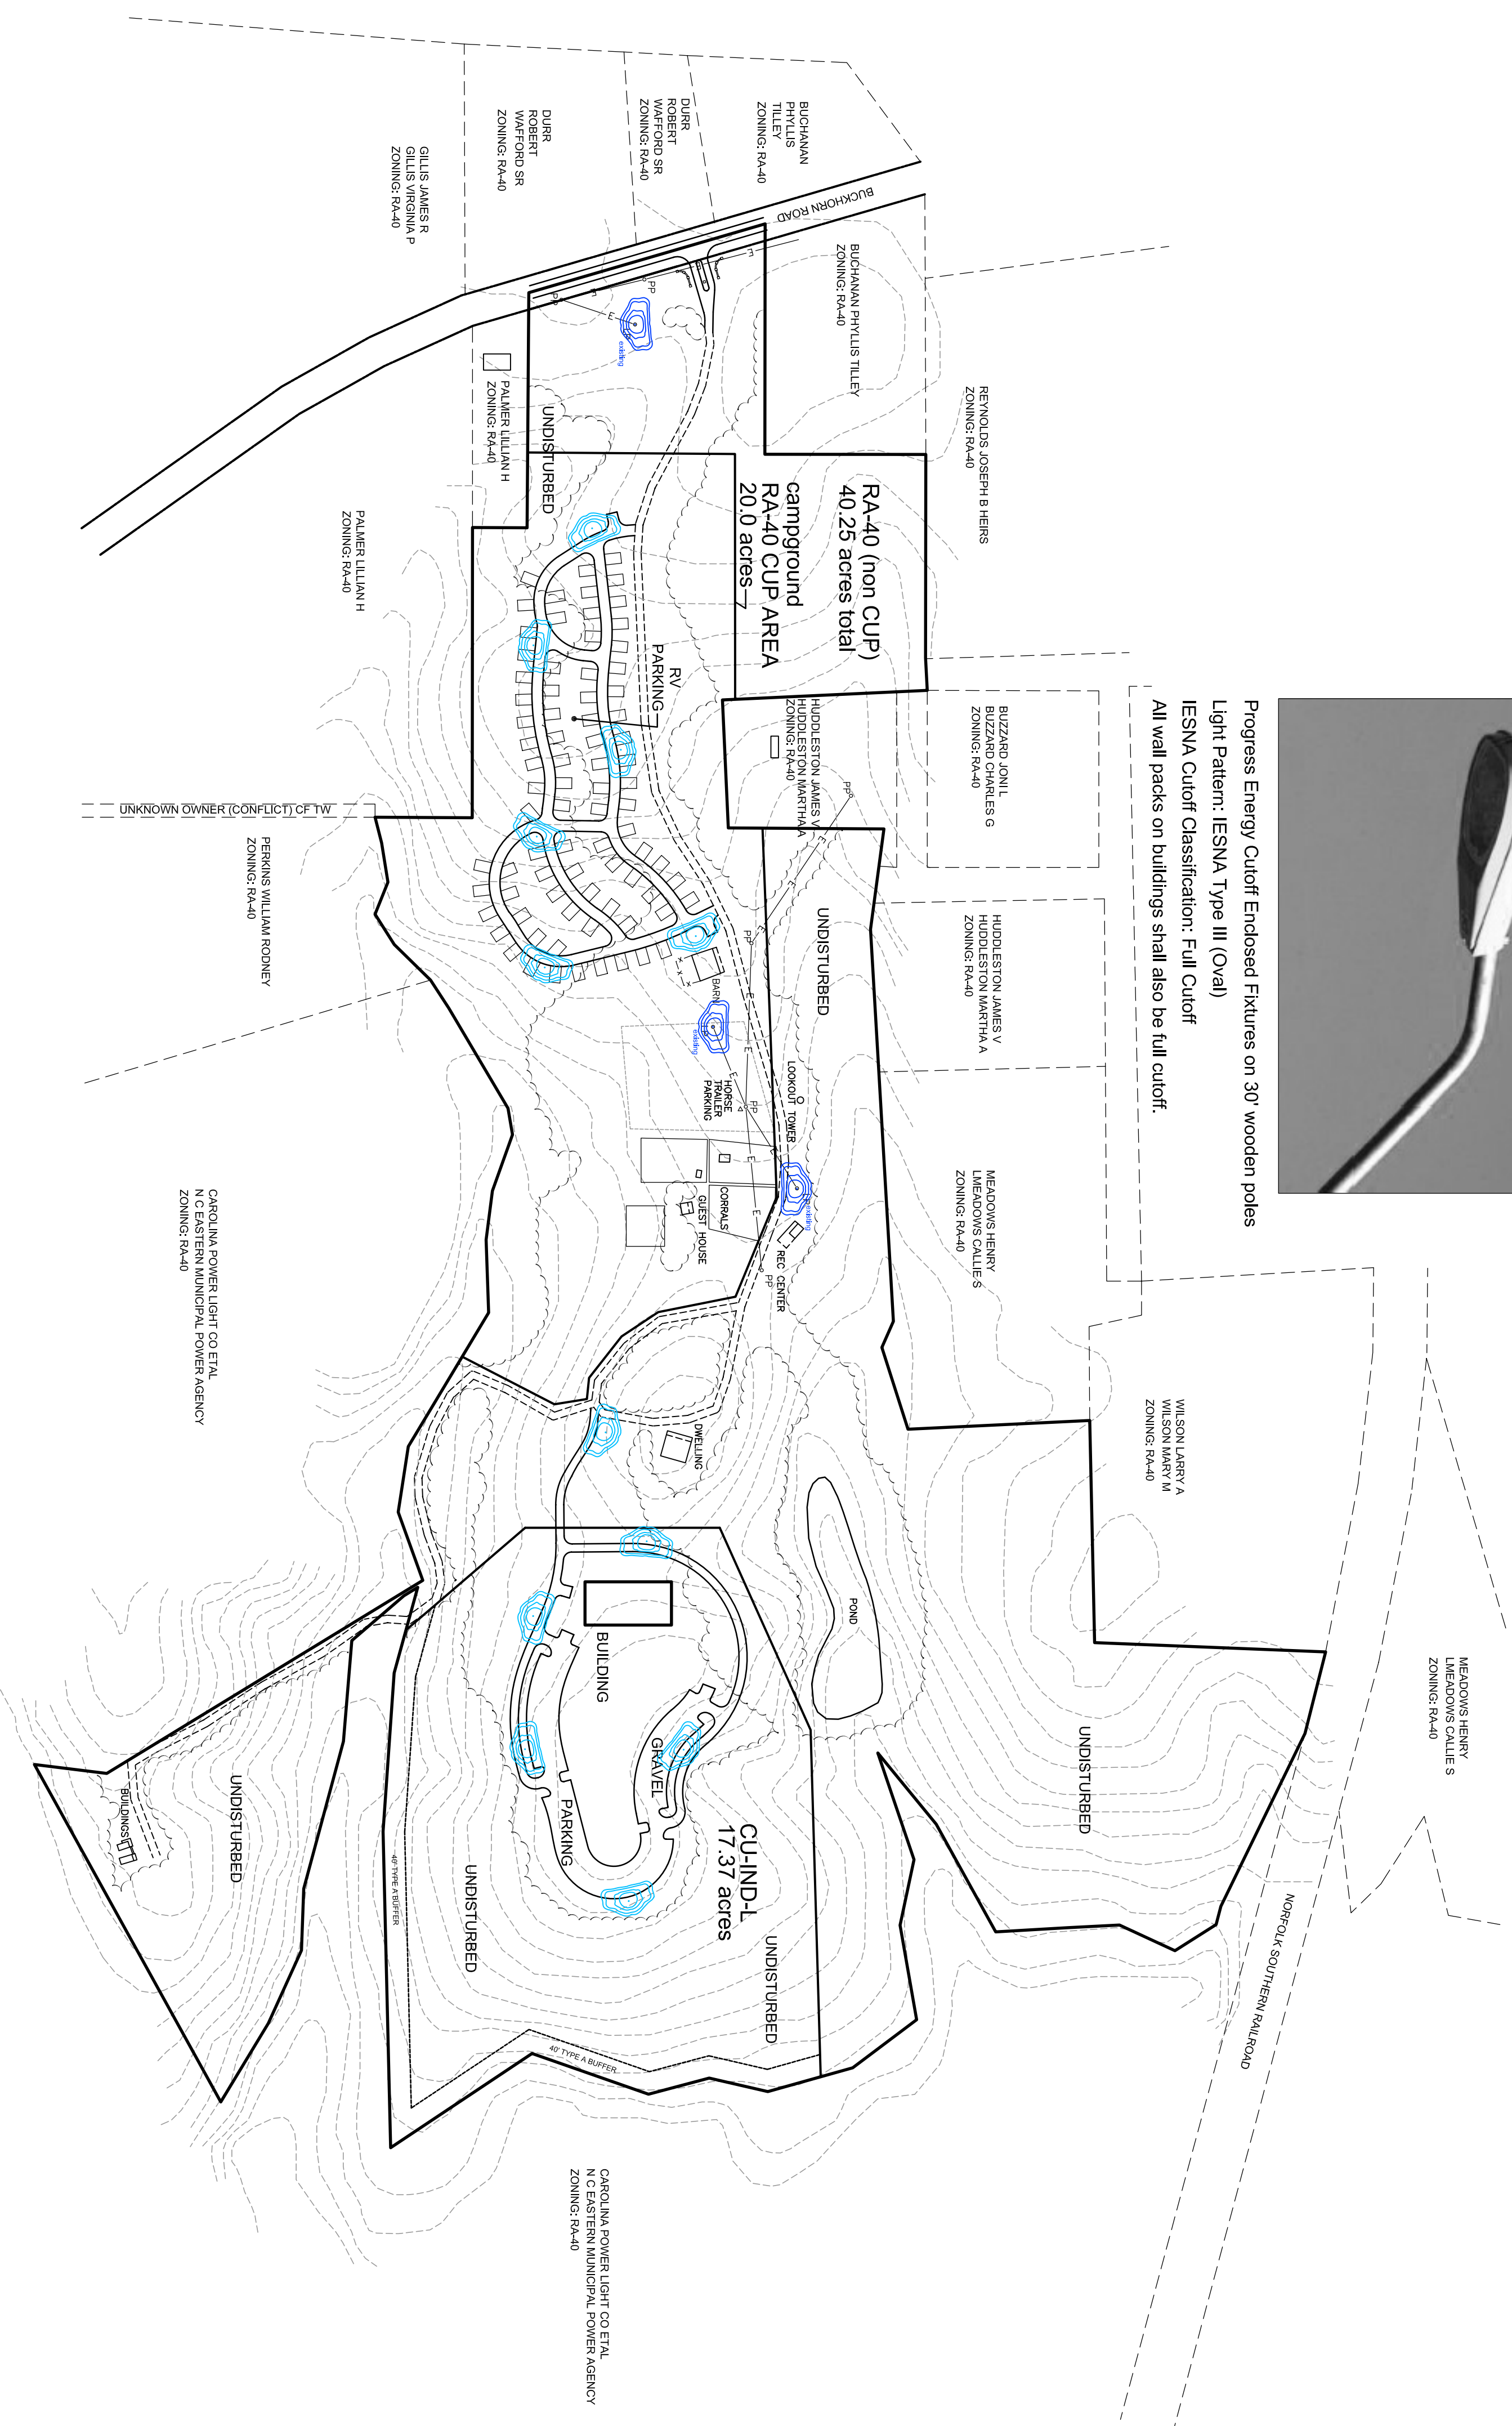 Progress Energy Cutoff Enclosed Fixtures on 30' wooden poles
Light Pattern: IESNA Type III (Oval)
IESNA Cutoff Classification: Full Cutoff
All wall packs on buildings shall also be full cutoff.
MEADOWS HENRY
LMEADOWS CALLIE S
ZONING: RA-40
NORFOLK SOUTHERN RAILROAD
WILSON LARRY A
WILSON MARY M
ZONING: RA-40
REYNOLDS JOSEPH B HEIRS
ZONING: RA-40
BUZZARD JONI L
BUZZARD CHARLES G
ZONING: RA-40
HUDDLESTON JAMES V
HUDDLESTON MARTHA A
ZONING: RA-40
MEADOWS HENRY
LMEADOWS CALLIE S
ZONING: RA-40
UNDISTURBED
BUCHANAN
PHYLLIS
TILLEY
ZONING: RA-40
BUCKHORN ROAD
BUCHANAN PHYLLIS TILLEY
ZONING: RA-40
RA-40 (non CUP)
40.25 acres total
campground
RA-40 CUP AREA
20.0 acres
HUDDLESTON JAMES V
HUDDLESTON MARTHA A
ZONING: RA-40
PP
UNDISTURBED
LOOKOUT TOWER
existing
REC CENTER
PP
POND
DURR
ROBERT
WAFFORD SR
ZONING: RA-40
DURR
ROBERT
WAFFORD SR
ZONING: RA-40
E
PP
E
PP
E
existing
RV
PARKING
E
E
PP
E
BARN
existing
E
PP
HORSE
TRAILER
PARKING
E
E
E
CORRALS
GUEST HOUSE
DWELLING
CU-IND-L
17.37 acres
UNDISTURBED
BUILDING
GRAVEL
PARKING
UNDISTURBED
40' TYPE A BUFFER
40' TYPE A BUFFER
GILLIS JAMES R
GILLIS VIRGINIA P
ZONING: RA-40
UNDISTURBED
PALMER LILLIAN H
ZONING: RA-40
PALMER LILLIAN H
ZONING: RA-40
UNKNOWN OWNER (CONFLICT) CF TW
PERKINS WILLIAM RODNEY
ZONING: RA-40
CAROLINA POWER LIGHT CO ETAL
N C EASTERN MUNICIPAL POWER AGENCY
ZONING: RA-40
UNDISTURBED
BUILDINGS
CAROLINA POWER LIGHT CO ETAL
N C EASTERN MUNICIPAL POWER AGENCY
ZONING: RA-40